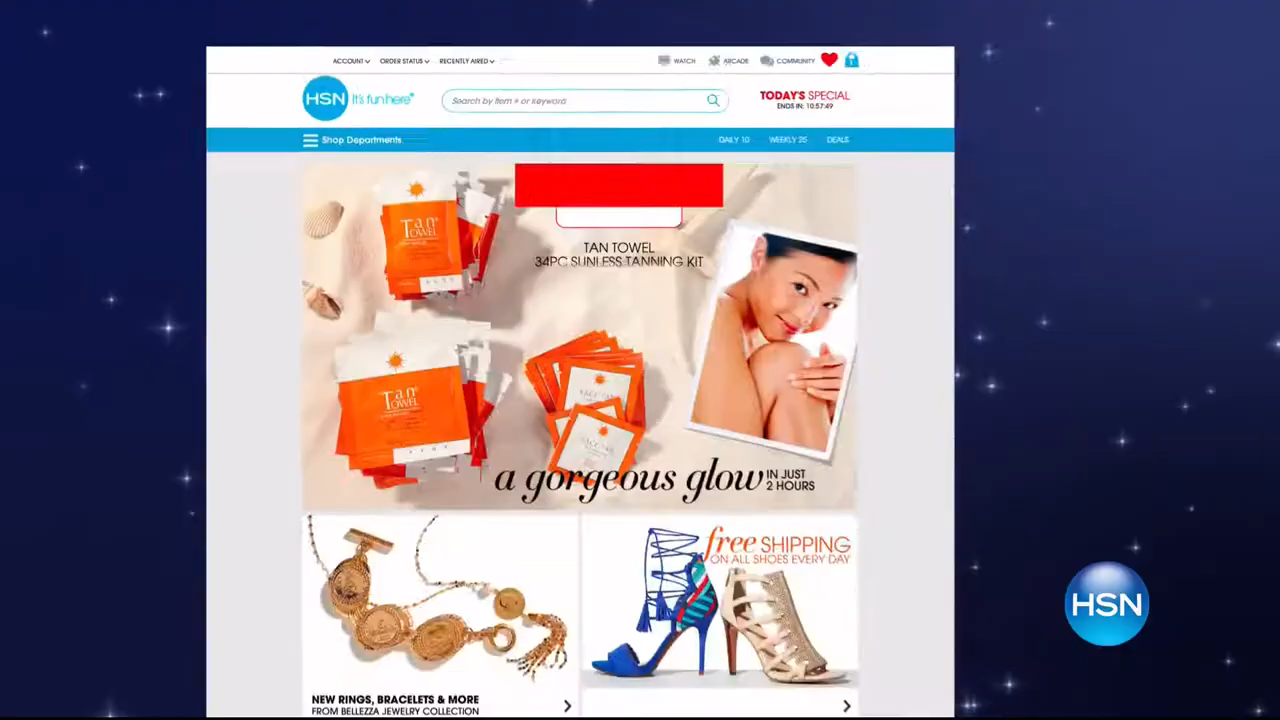 ACCOUNT ORDER STATUS RECENTLY AIRED WATCH ARCADE COMMUNITY
HSN It's fun here
Search by item # or keyword
TODAY'S SPECIAL
ENDS IN: 10:57:49
Shop Departments DAILY 10 WEEKLY 25 DEALS
TAN TOWEL
34PC SUNLESS TANNING KIT
Tan
TOWEL
Tan
TOWEL
a gorgeous glow IN JUST
2 HOURS
free SHIPPING
ON ALL SHOES EVERY DAY
HSN
NEW RINGS, BRACELETS & MORE
FROM BELLEZZA JEWELRY COLLECTION